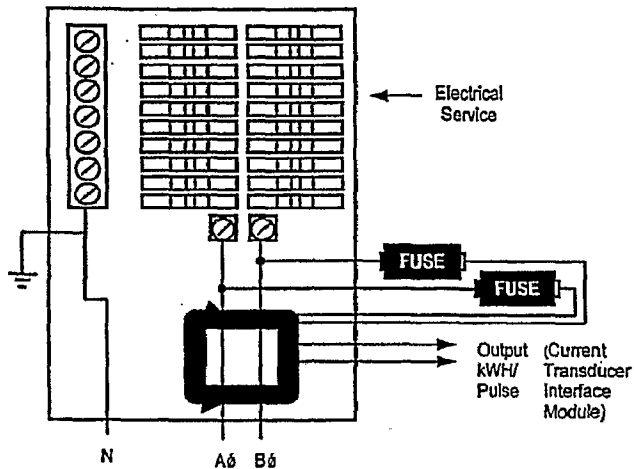 Electrical
Service
FUSE
FUSE
Output (Current
kWH/ Transducer
Pulse Interface
Module)
N
Aø
Bø